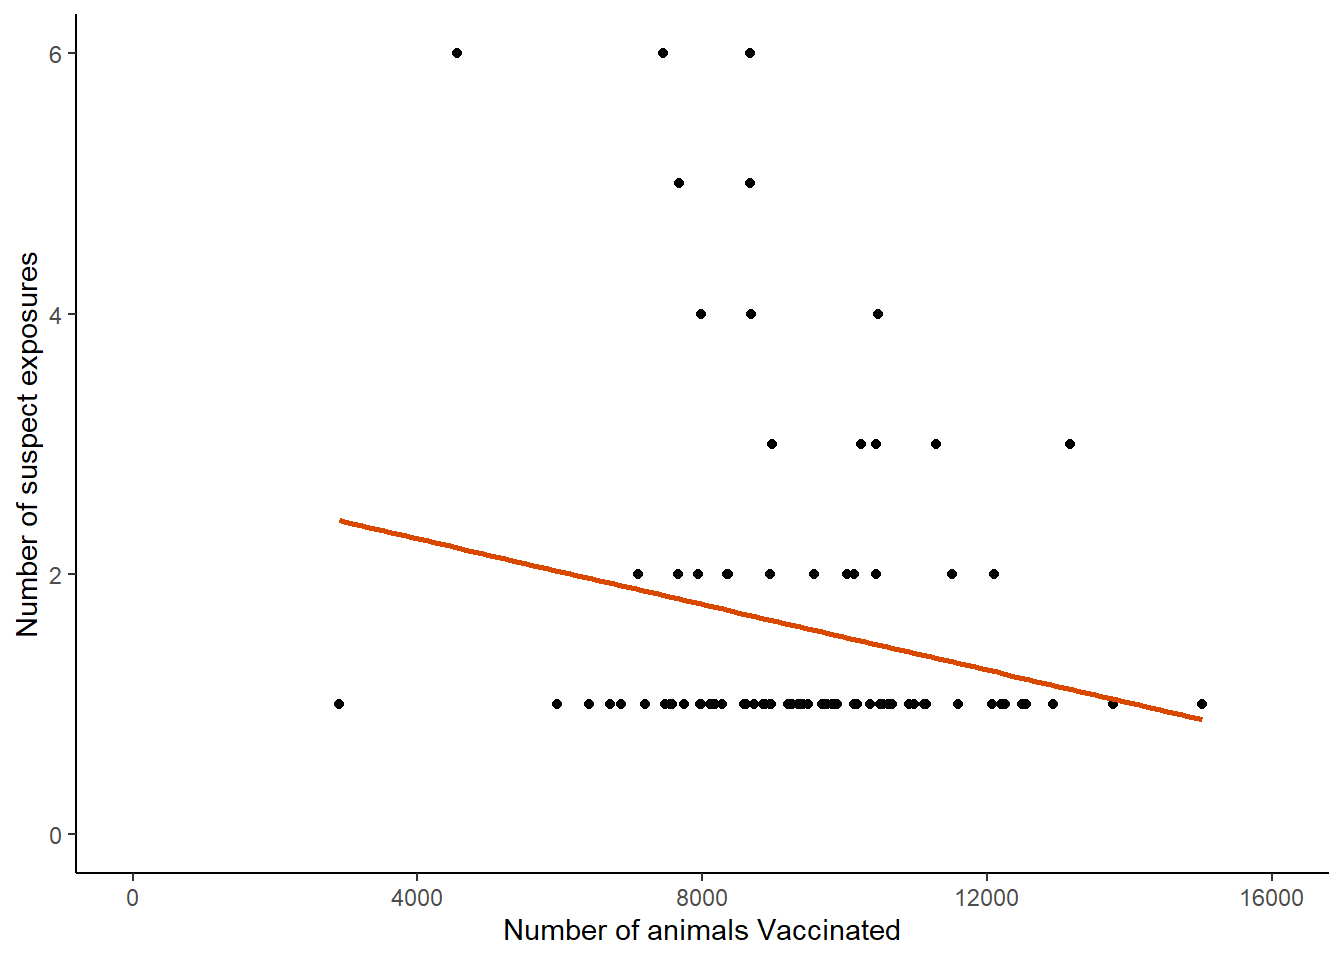 6
4
2
0
Number of suspect exposures
0 4000 8000 12000 16000
Number of animals Vaccinated